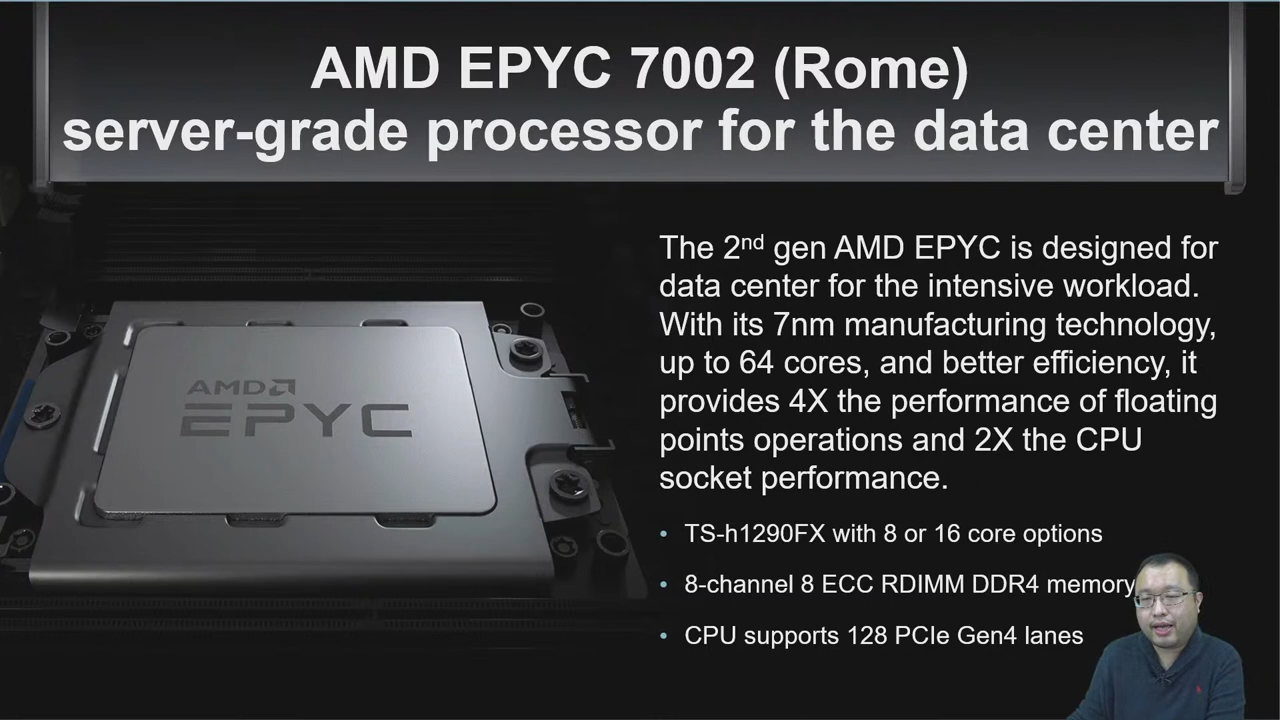 AMD EPYC 7002 (Rome)
server-grade processor for the data center
The 2nd gen AMD EPYC is designed for
data center for the intensive workload.
With its 7nm manufacturing technology,
up to 64 cores, and better efficiency, it
provides 4X the performance of floating
points operations and 2X the CPU
socket performance.
• TS-h1290FX with 8 or 16 core options
• 8-channel 8 ECC RDIMM DDR4 memory
• CPU supports 128 PCIe Gen4 lanes
AMD
EPYC